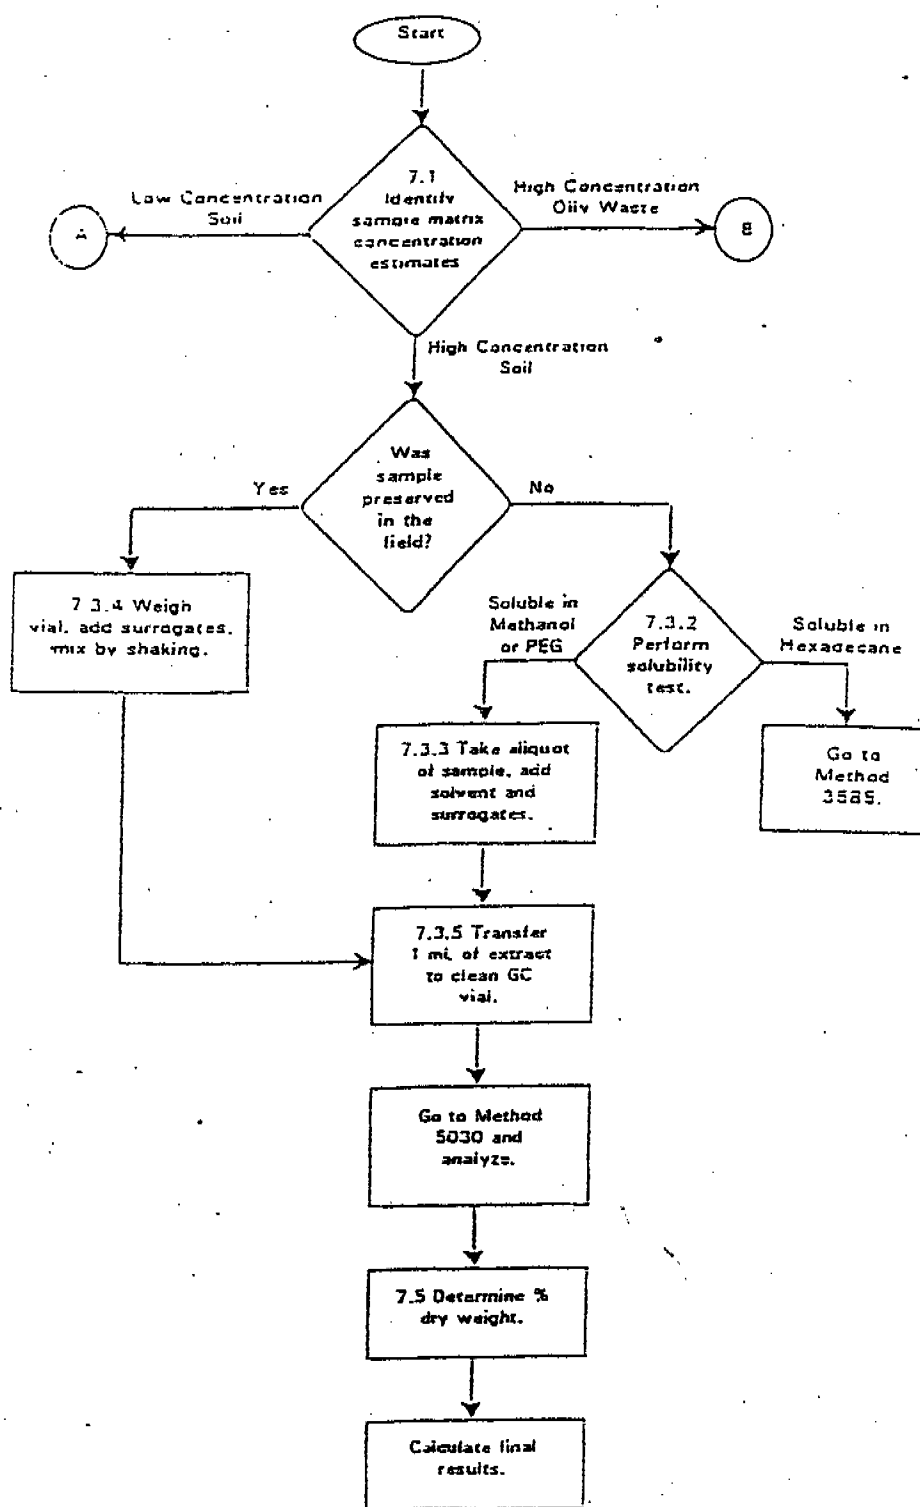 Start
7.1
Identify
sample matrix
concentration
estimates
Low Concentration
Soil
A
High Concentration
Oily Waste
B
High Concentration
Soil
Was
sample
preserved
in the
field?
Yes
No
7.3.4 Weigh
vial, add surrogates,
mix by shaking.
Soluble in
Methanol
or PEG
7.3.2
Perform
solubility
test.
Soluble in
Hexadecane
7.3.3 Take aliquot
of sample, add
solvent and
surrogates.
Go to
Method
3585.
7.3.5 Transfer
1 mL of extract
to clean GC
vial.
Go to Method
5030 and
analyze.
7.5 Determine %
dry weight.
Calculate final
results.